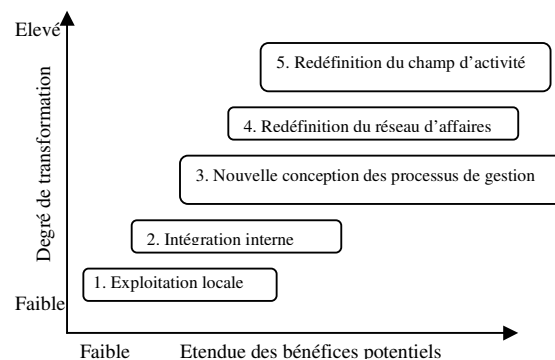 Elevé
5. Redéfinition du champ d'activité
4. Redéfinition du réseau d'affaires
3. Nouvelle conception des processus de gestion
2. Intégration interne
1. Exploitation locale
Degré de transformation
Faible
Faible Etendue des bénéfices potentiels